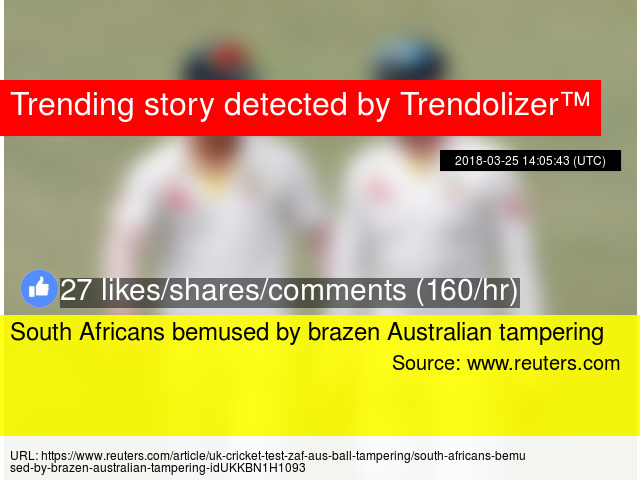 Trending story detected by Trendolizer™
2018-03-25 14:05:43 (UTC)
27 likes/shares/comments (160/hr)
South Africans bemused by brazen Australian tampering
Source: www.reuters.com
URL: https://www.reuters.com/article/uk-cricket-test-zaf-aus-ball-tampering/south-africans-bemu
sed-by-brazen-australian-tampering-idUKKBN1H1093